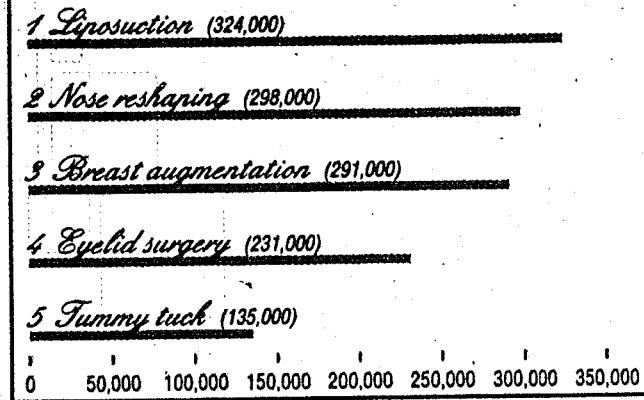 1 Liposuction (324,000)
2 Nose reshaping (298,000)
3 Breast augmentation (291,000)
4 Eyelid surgery (231,000)
5 Tummy tuck (135,000)
0 50,000 100,000 150,000 200,000 250,000 300,000 350,000